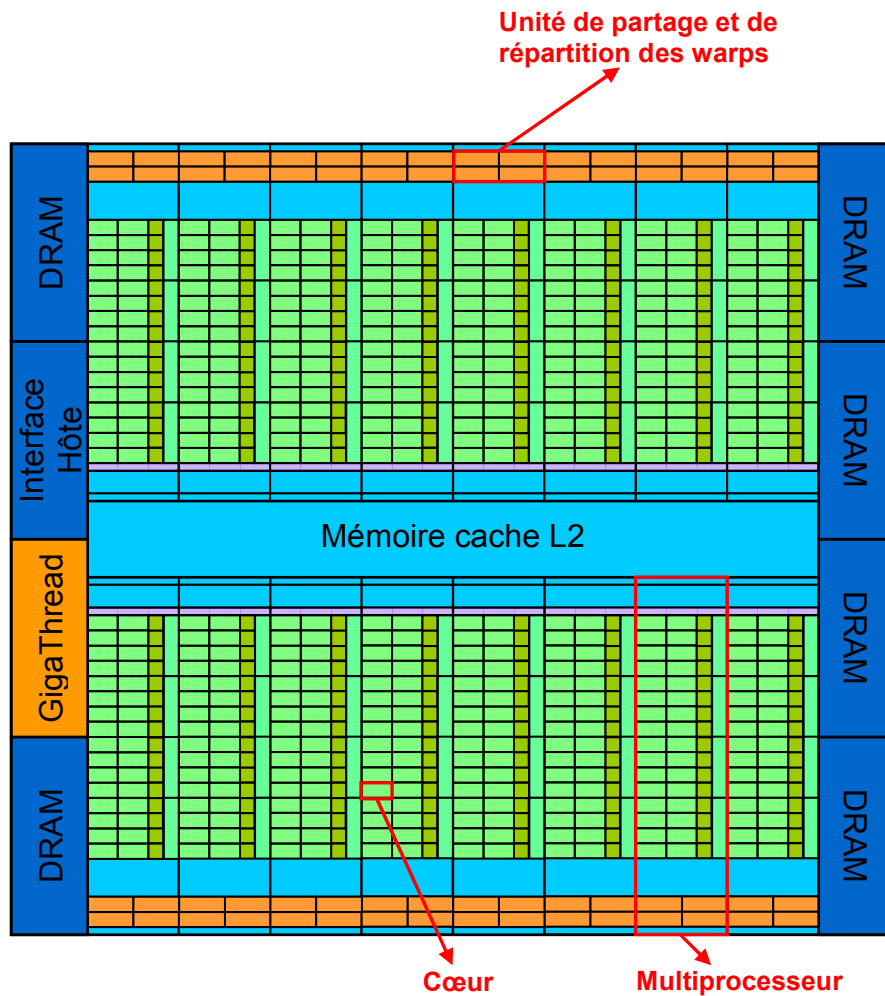 Unité de partage et de
répartition des warps
DRAM
Interface
Hôte
GigaThread
DRAM
Mémoire cache L2
DRAM
DRAM
DRAM
DRAM
Cœur
Multiprocesseur